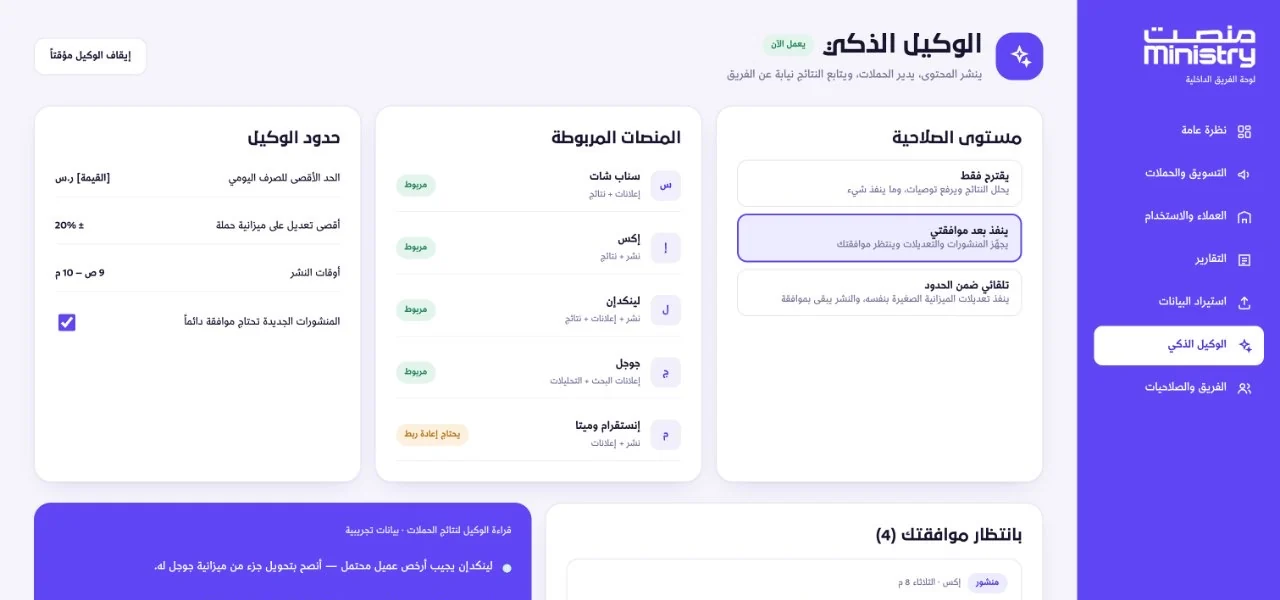 منصت
Ministry
لوحة الفريق الداخلية
نظرة عامة
التسويق والحملات
العملاء والاستخدام
التقارير
استيراد البيانات
الوكيل الذكي
الفريق والصلاحيات
الوكيل الذكي
يعمل الآن
ينشر المحتوى، يدير الحملات، ويتابع النتائج نيابة عن الفريق
إيقاف الوكيل مؤقتاً
مستوى الصلاحية
يقترح فقط
يحلل النتائج ويرفع توصيات، وما ينفذ شيء
ينفذ بعد موافقتي
يجهّز المنشورات والتعديلات وينتظر موافقتك
تلقائي ضمن الحدود
ينفذ تعديلات الميزانية الصغيرة بنفسه، والنشر يبقى بموافقة
المنصات المربوطة
س
سناب شات
إعلانات + نتائج
مربوط
إ
إكس
نشر + نتائج
مربوط
ل
لينكدإن
نشر + إعلانات + نتائج
مربوط
ج
جوجل
إعلانات البحث + التحليلات
مربوط
م
إنستقرام وميتا
نشر + إعلانات
يحتاج إعادة ربط
حدود الوكيل
الحد الأقصى للصرف اليومي
[القيمة] ر.س
أقصى تعديل على ميزانية حملة
± 20%
أوقات النشر
9 ص – 10 م
المنشورات الجديدة تحتاج موافقة دائماً
بانتظار موافقتك (4)
منشور
إكس · الثلاثاء 8 م
قراءة الوكيل لنتائج الحملات · بيانات تجريبية
لينكدإن يجيب أرخص عميل محتمل — أنصح بتحويل جزء من ميزانية جوجل له.